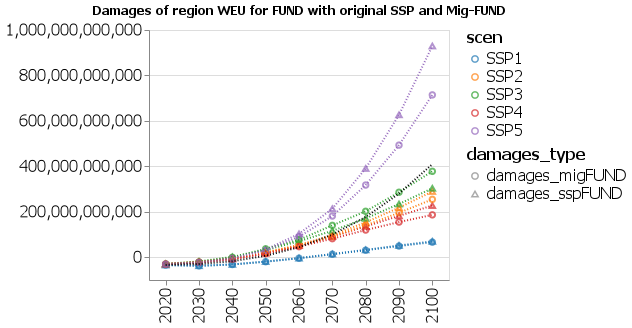 Damages of region WEU for FUND with original SSP and Mig-FUND
1,000,000,000,000
800,000,000,000
600,000,000,000
400,000,000,000
200,000,000,000
0
2020 2030 2040 2050 2060 2070 2080 2090 2100
scen
SSP1
SSP2
SSP3
SSP4
SSP5
damages_type
damages_migFUND
damages_sspFUND